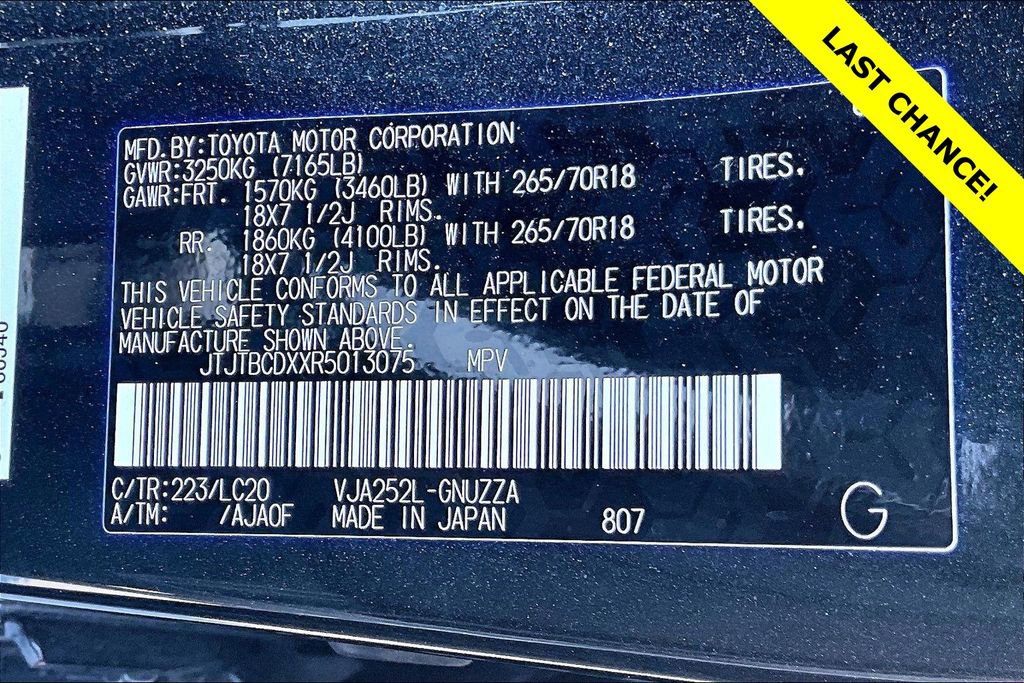 LAST CHANCE!
MFD. BY: TOYOTA MOTOR CORPORATION
GVWR: 3250KG (7165LB)
GAWR: FRT. 1570KG (3460LB) WITH 265/70R18 TIRES.
18X7 1/2J RIMS.
RR. 1860KG (4100LB) WITH 265/70R18 TIRES.
18X7 1/2J RIMS.
THIS VEHICLE CONFORMS TO ALL APPLICABLE FEDERAL MOTOR
VEHICLE SAFETY STANDARDS IN EFFECT ON THE DATE OF
MANUFACTURE SHOWN ABOVE.
JTJTBCDXXR5013075 MPV
C/TR: 223/LC20 VJA252L-GNUZZA
A/TM: /AJA0F MADE IN JAPAN 807
G